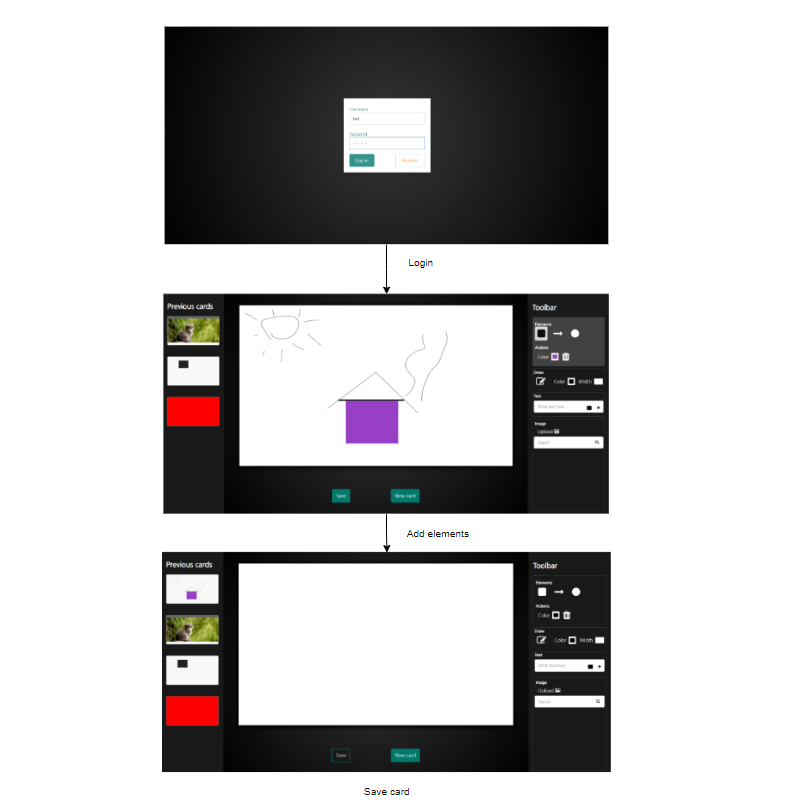 Username
test
Password
Log in Register
Login
Previous cards
Toolbar
Elements
Actions
Color
Draw
Color Width
Text
Write text here
Image
Upload
Search
Save New card
Add elements
Previous cards
Toolbar
Elements
Actions
Color
Draw
Color Width
Text
Write text here
Image
Upload
Search
Save New card
Save card